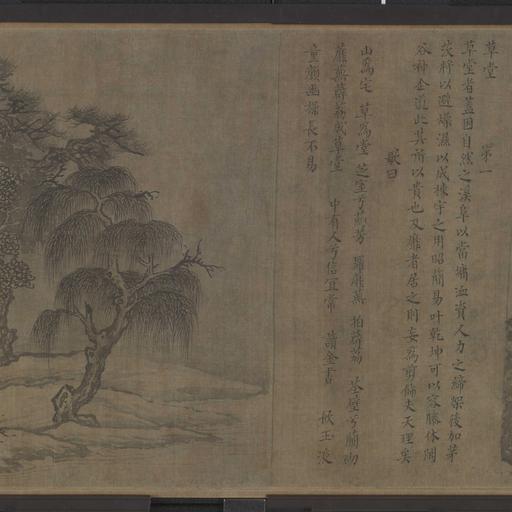 草堂 第一
草堂者蓋因自然之溪阜以當墉洫資人力之締架後加茅
茨將以避燥濕以成棟宇之用昭簡易叶乾坤可以容膝休閑
谷神全道此其所以貴也及靡者居之則妄為剪飾失天理矣
歌曰
山為宅 草為堂 芝室兮葯房 羅蘼蕪 拍薜荔 荃壁兮蘭砌
蘼蕪薜荔成草堂 中有人兮信宜常 讀金書 飲玉液
童顏幽操長不易